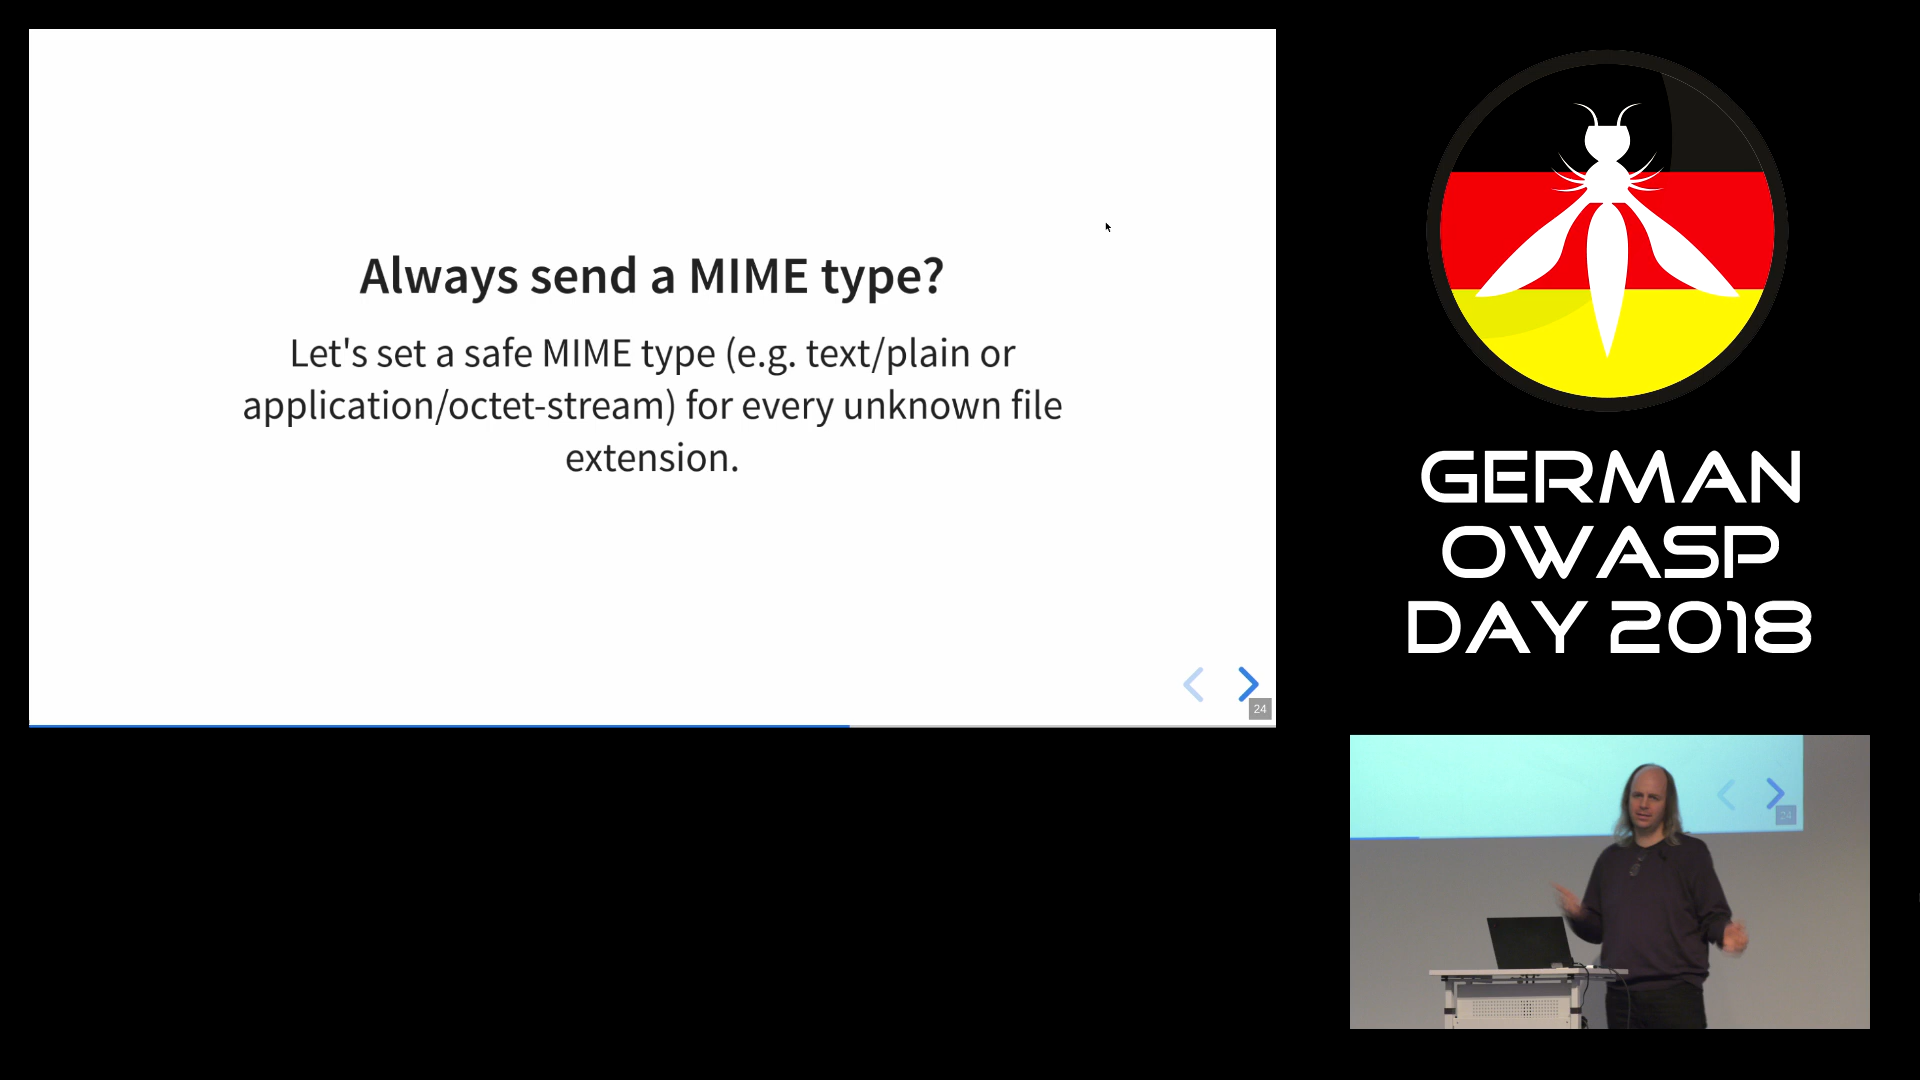 Always send a MIME type?
Let's set a safe MIME type (e.g. text/plain or
application/octet-stream) for every unknown file
extension.
24
GERMAN
OWASP
DAY 2018
24